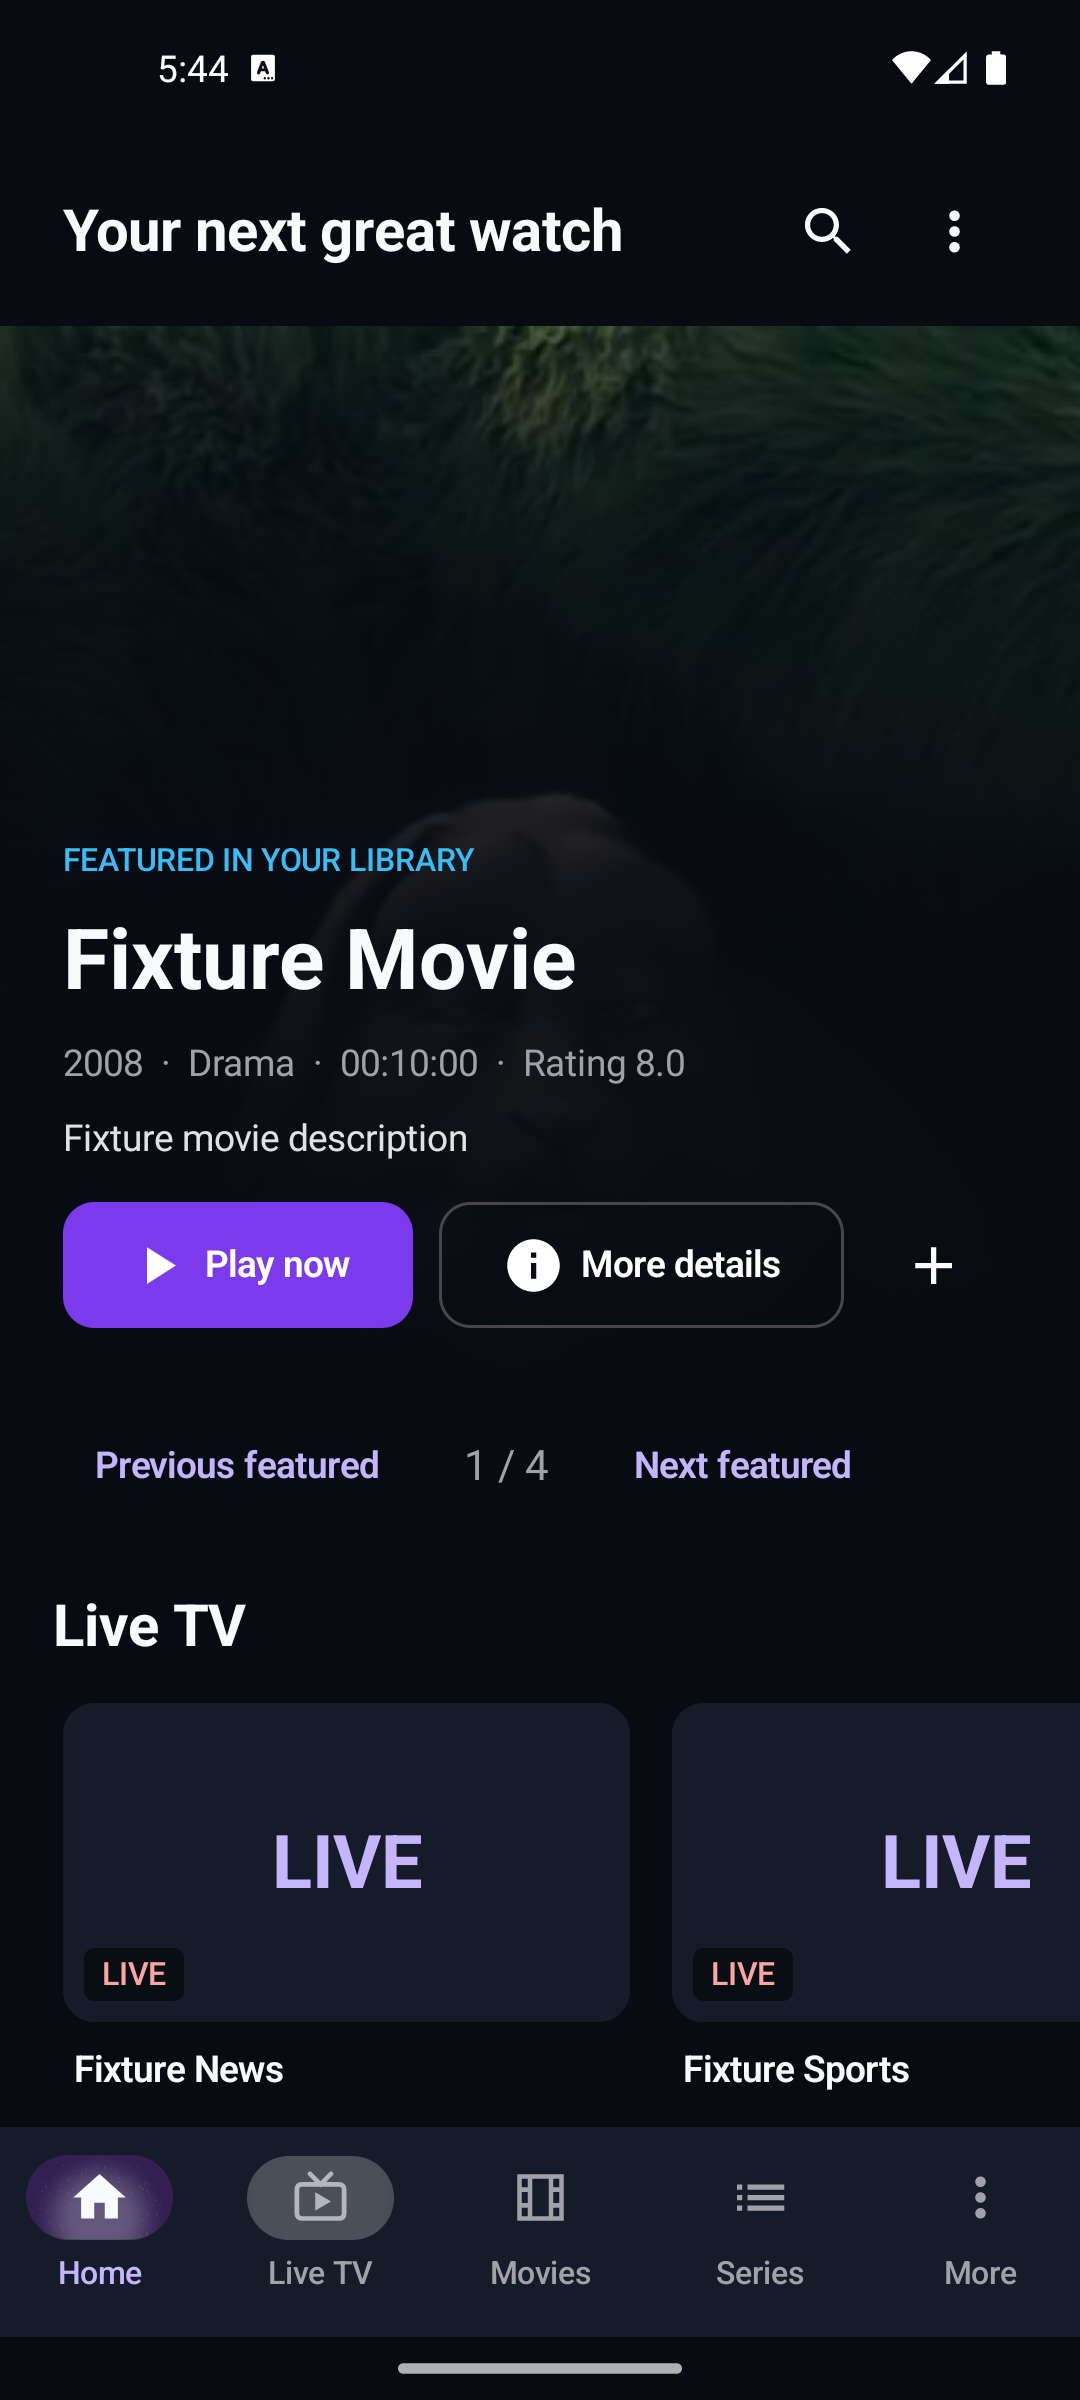 5:44
Your next great watch
FEATURED IN YOUR LIBRARY
Fixture Movie
2008 · Drama · 00:10:00 · Rating 8.0
Fixture movie description
Play now
More details
Previous featured
1 / 4
Next featured
Live TV
LIVE
LIVE
LIVE
LIVE
Fixture News
Fixture Sports
Home
Live TV
Movies
Series
More